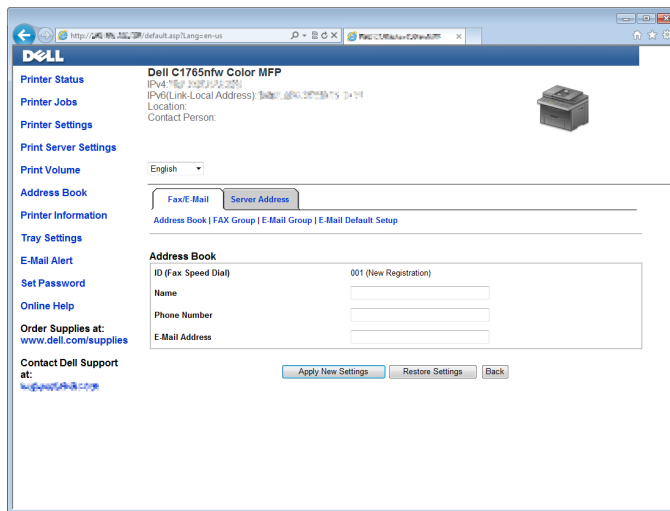 http:// /default.asp?Lang=en-us
DELL
Dell C1765nfw Color MFP
IPv4:
IPv6(Link-Local Address):
Location:
Contact Person:
Printer Status
Printer Jobs
Printer Settings
Print Server Settings
Print Volume
Address Book
Printer Information
Tray Settings
E-Mail Alert
Set Password
Online Help
Order Supplies at:
www.dell.com/supplies
Contact Dell Support
at:
English
Fax/E-Mail Server Address
Address Book | FAX Group | E-Mail Group | E-Mail Default Setup
Address Book
ID (Fax Speed Dial) 001 (New Registration)
Name
Phone Number
E-Mail Address
Apply New Settings Restore Settings Back